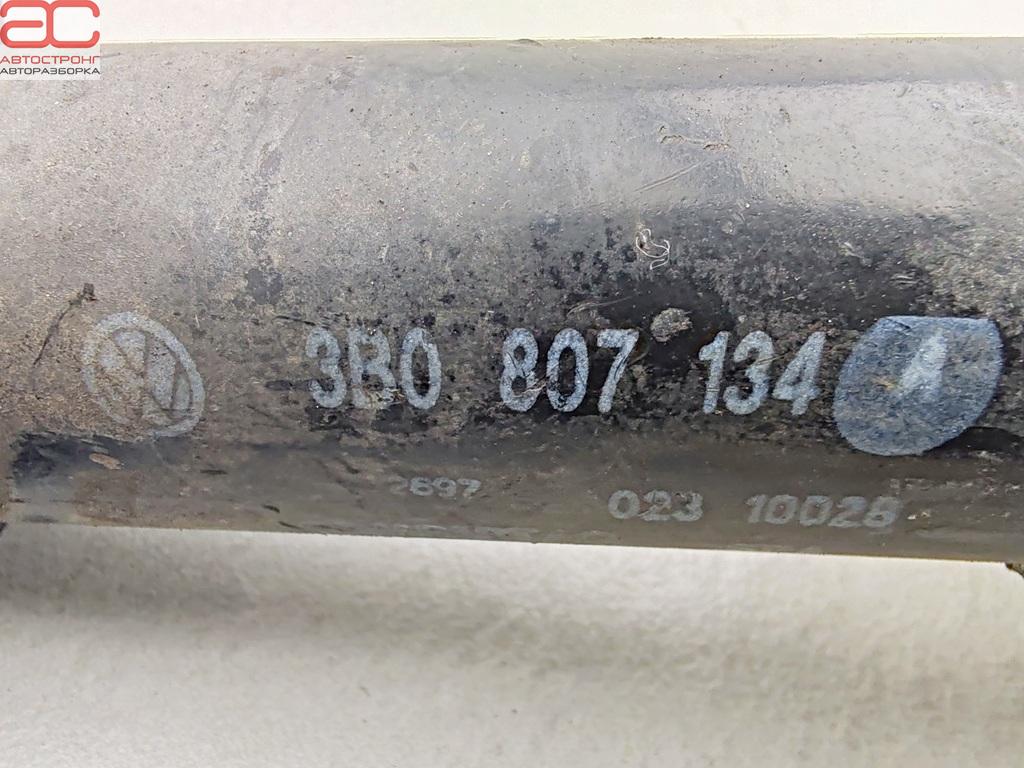 АС
АВТОСТРОНГ
АВТОРАЗБОРКА
3B0 807 134 A
2697 023 10028